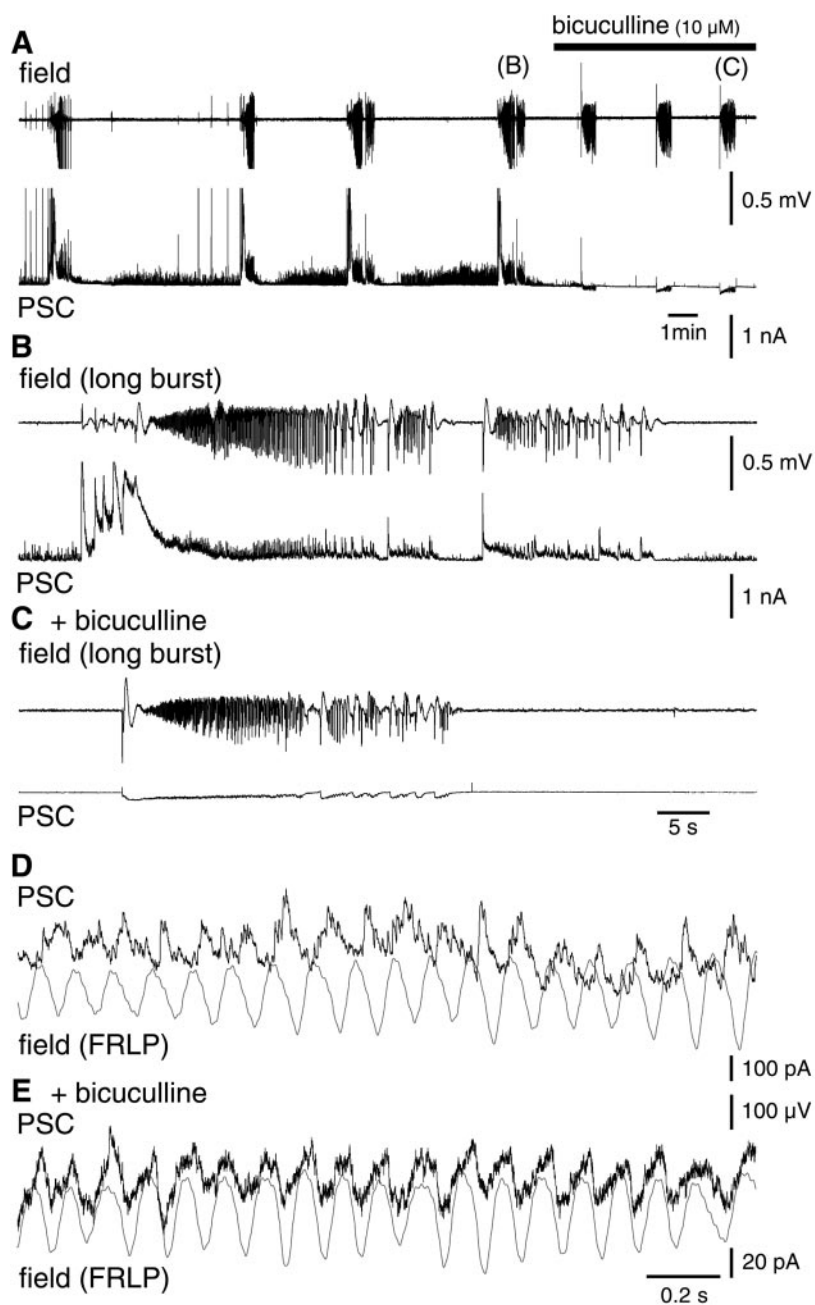 bicuculline (10 µM)
A
field
(B)
(C)
0.5 mV
PSC
1min
1 nA
B
field (long burst)
0.5 mV
PSC
1 nA
C + bicuculline
field (long burst)
PSC
5 s
D
PSC
field (FRLP)
100 pA
E + bicuculline
100 µV
PSC
field (FRLP)
20 pA
0.2 s